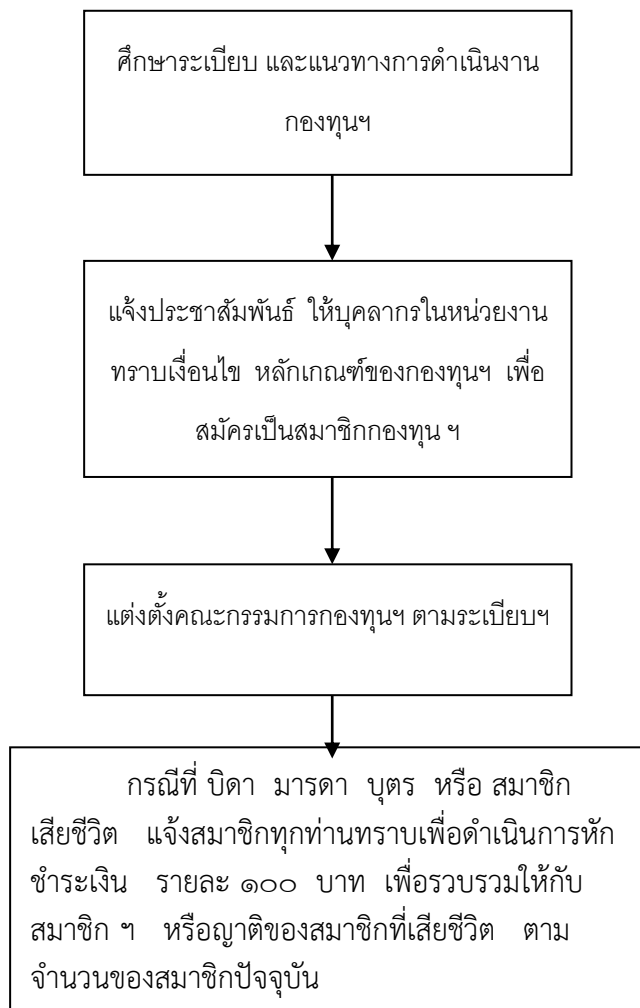 ศึกษาระเบียบ และแนวทางการดำเนินงาน
กองทุนฯ
แจ้งประชาสัมพันธ์ ให้บุคลากรในหน่วยงาน
ทราบเงื่อนไข หลักเกณฑ์ของกองทุนฯ เพื่อ
สมัครเป็นสมาชิกกองทุน ฯ
แต่งตั้งคณะกรรมการกองทุนฯ ตามระเบียบฯ
กรณีที่ บิดา มารดา บุตร หรือ สมาชิก
เสียชีวิต แจ้งสมาชิกทุกท่านทราบเพื่อดำเนินการหัก
ชำระเงิน รายละ ๑๐๐ บาท เพื่อรวบรวมให้กับ
สมาชิก ฯ หรือญาติของสมาชิกที่เสียชีวิต ตาม
จำนวนของสมาชิกปัจจุบัน